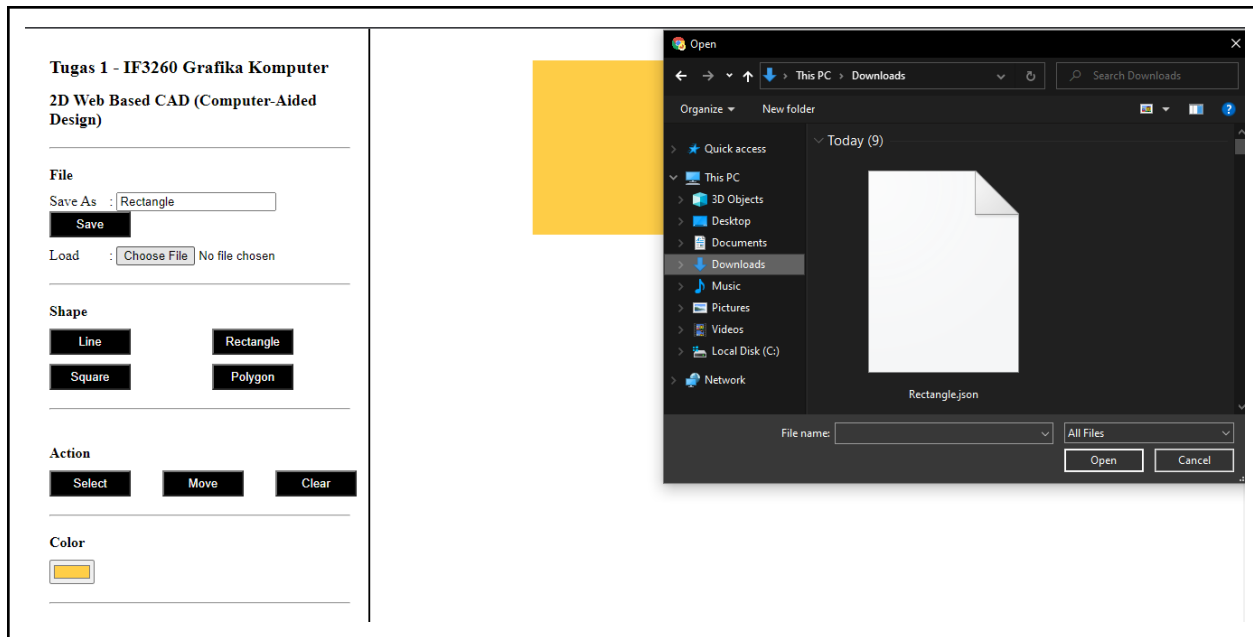 Tugas 1 - IF3260 Grafika Komputer
2D Web Based CAD (Computer-Aided
Design)
File
Save As : Rectangle
Save
Load : Choose File No file chosen
Shape
Line Rectangle
Square Polygon
Action
Select Move Clear
Color
Open
This PC › Downloads Search Downloads
Organize New folder
Quick access
This PC
3D Objects
Desktop
Documents
Downloads
Music
Pictures
Videos
Local Disk (C:)
Network
Today (9)
Rectangle.json
File name: All Files
Open Cancel